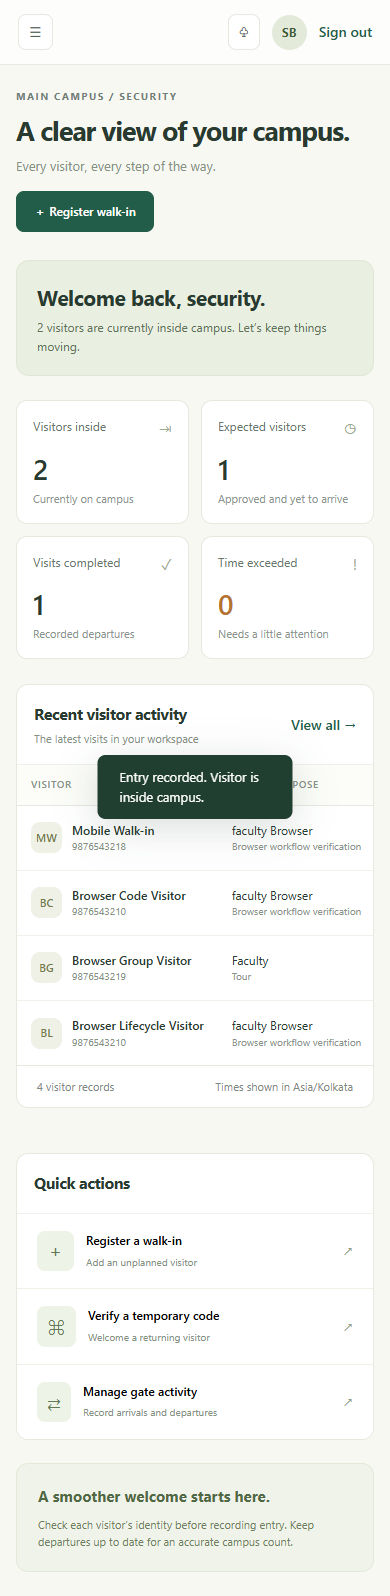 SB Sign out
MAIN CAMPUS / SECURITY
A clear view of your campus.
Every visitor, every step of the way.
+ Register walk-in
Welcome back, security.
2 visitors are currently inside campus. Let's keep things
moving.
Visitors inside
2
Currently on campus
Expected visitors
1
Approved and yet to arrive
Visits completed
1
Recorded departures
Time exceeded
!
0
Needs a little attention
Recent visitor activity
The latest visits in your workspace
View all →
Entry recorded. Visitor is
inside campus.
VISITOR
MW Mobile Walk-in faculty Browser
9876543218 Browser workflow verification
BC Browser Code Visitor faculty Browser
9876543210 Browser workflow verification
BG Browser Group Visitor Faculty
9876543219 Tour
BL Browser Lifecycle Visitor faculty Browser
9876543210 Browser workflow verification
4 visitor records Times shown in Asia/Kolkata
Quick actions
+ Register a walk-in ↗
Add an unplanned visitor
⌘ Verify a temporary code ↗
Welcome a returning visitor
⇄ Manage gate activity ↗
Record arrivals and departures
A smoother welcome starts here.
Check each visitor's identity before recording entry. Keep
departures up to date for an accurate campus count.